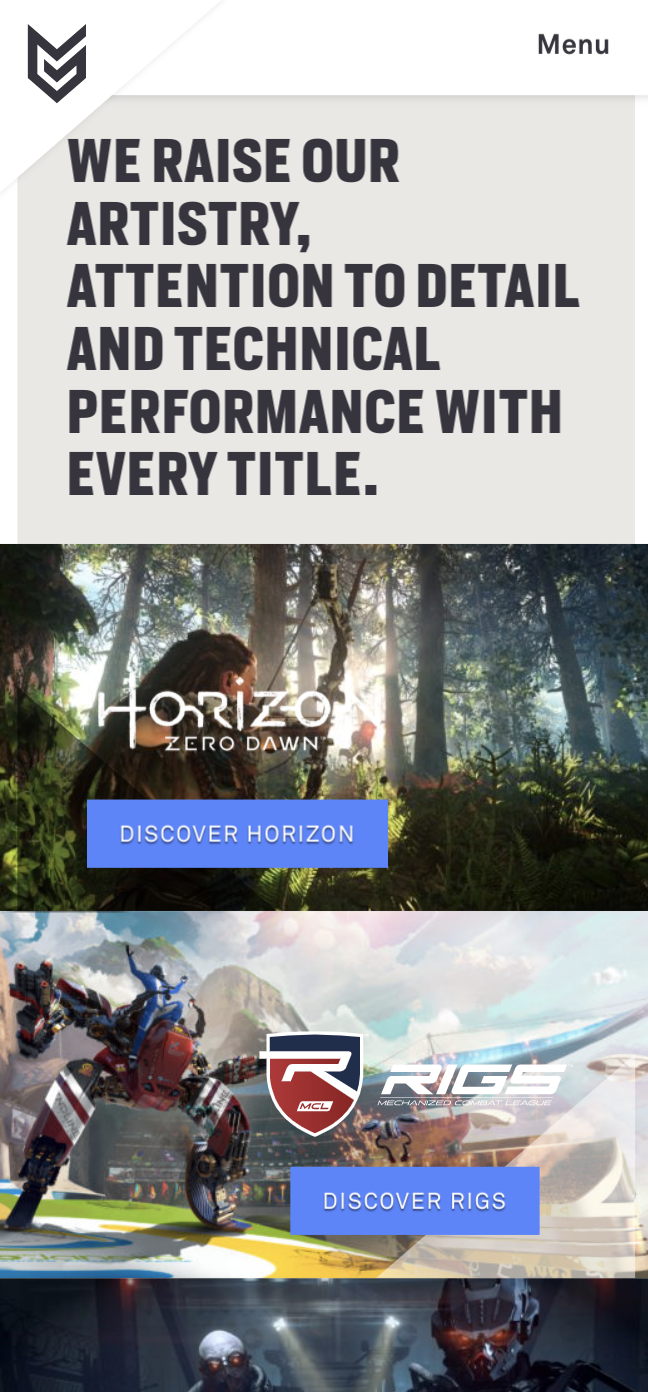 Menu
WE RAISE OUR
ARTISTRY,
ATTENTION TO DETAIL
AND TECHNICAL
PERFORMANCE WITH
EVERY TITLE.
HORIZON
ZERO DAWN
DISCOVER HORIZON
R
MCL
RIGS
MECHANIZED COMBAT LEAGUE
DISCOVER RIGS